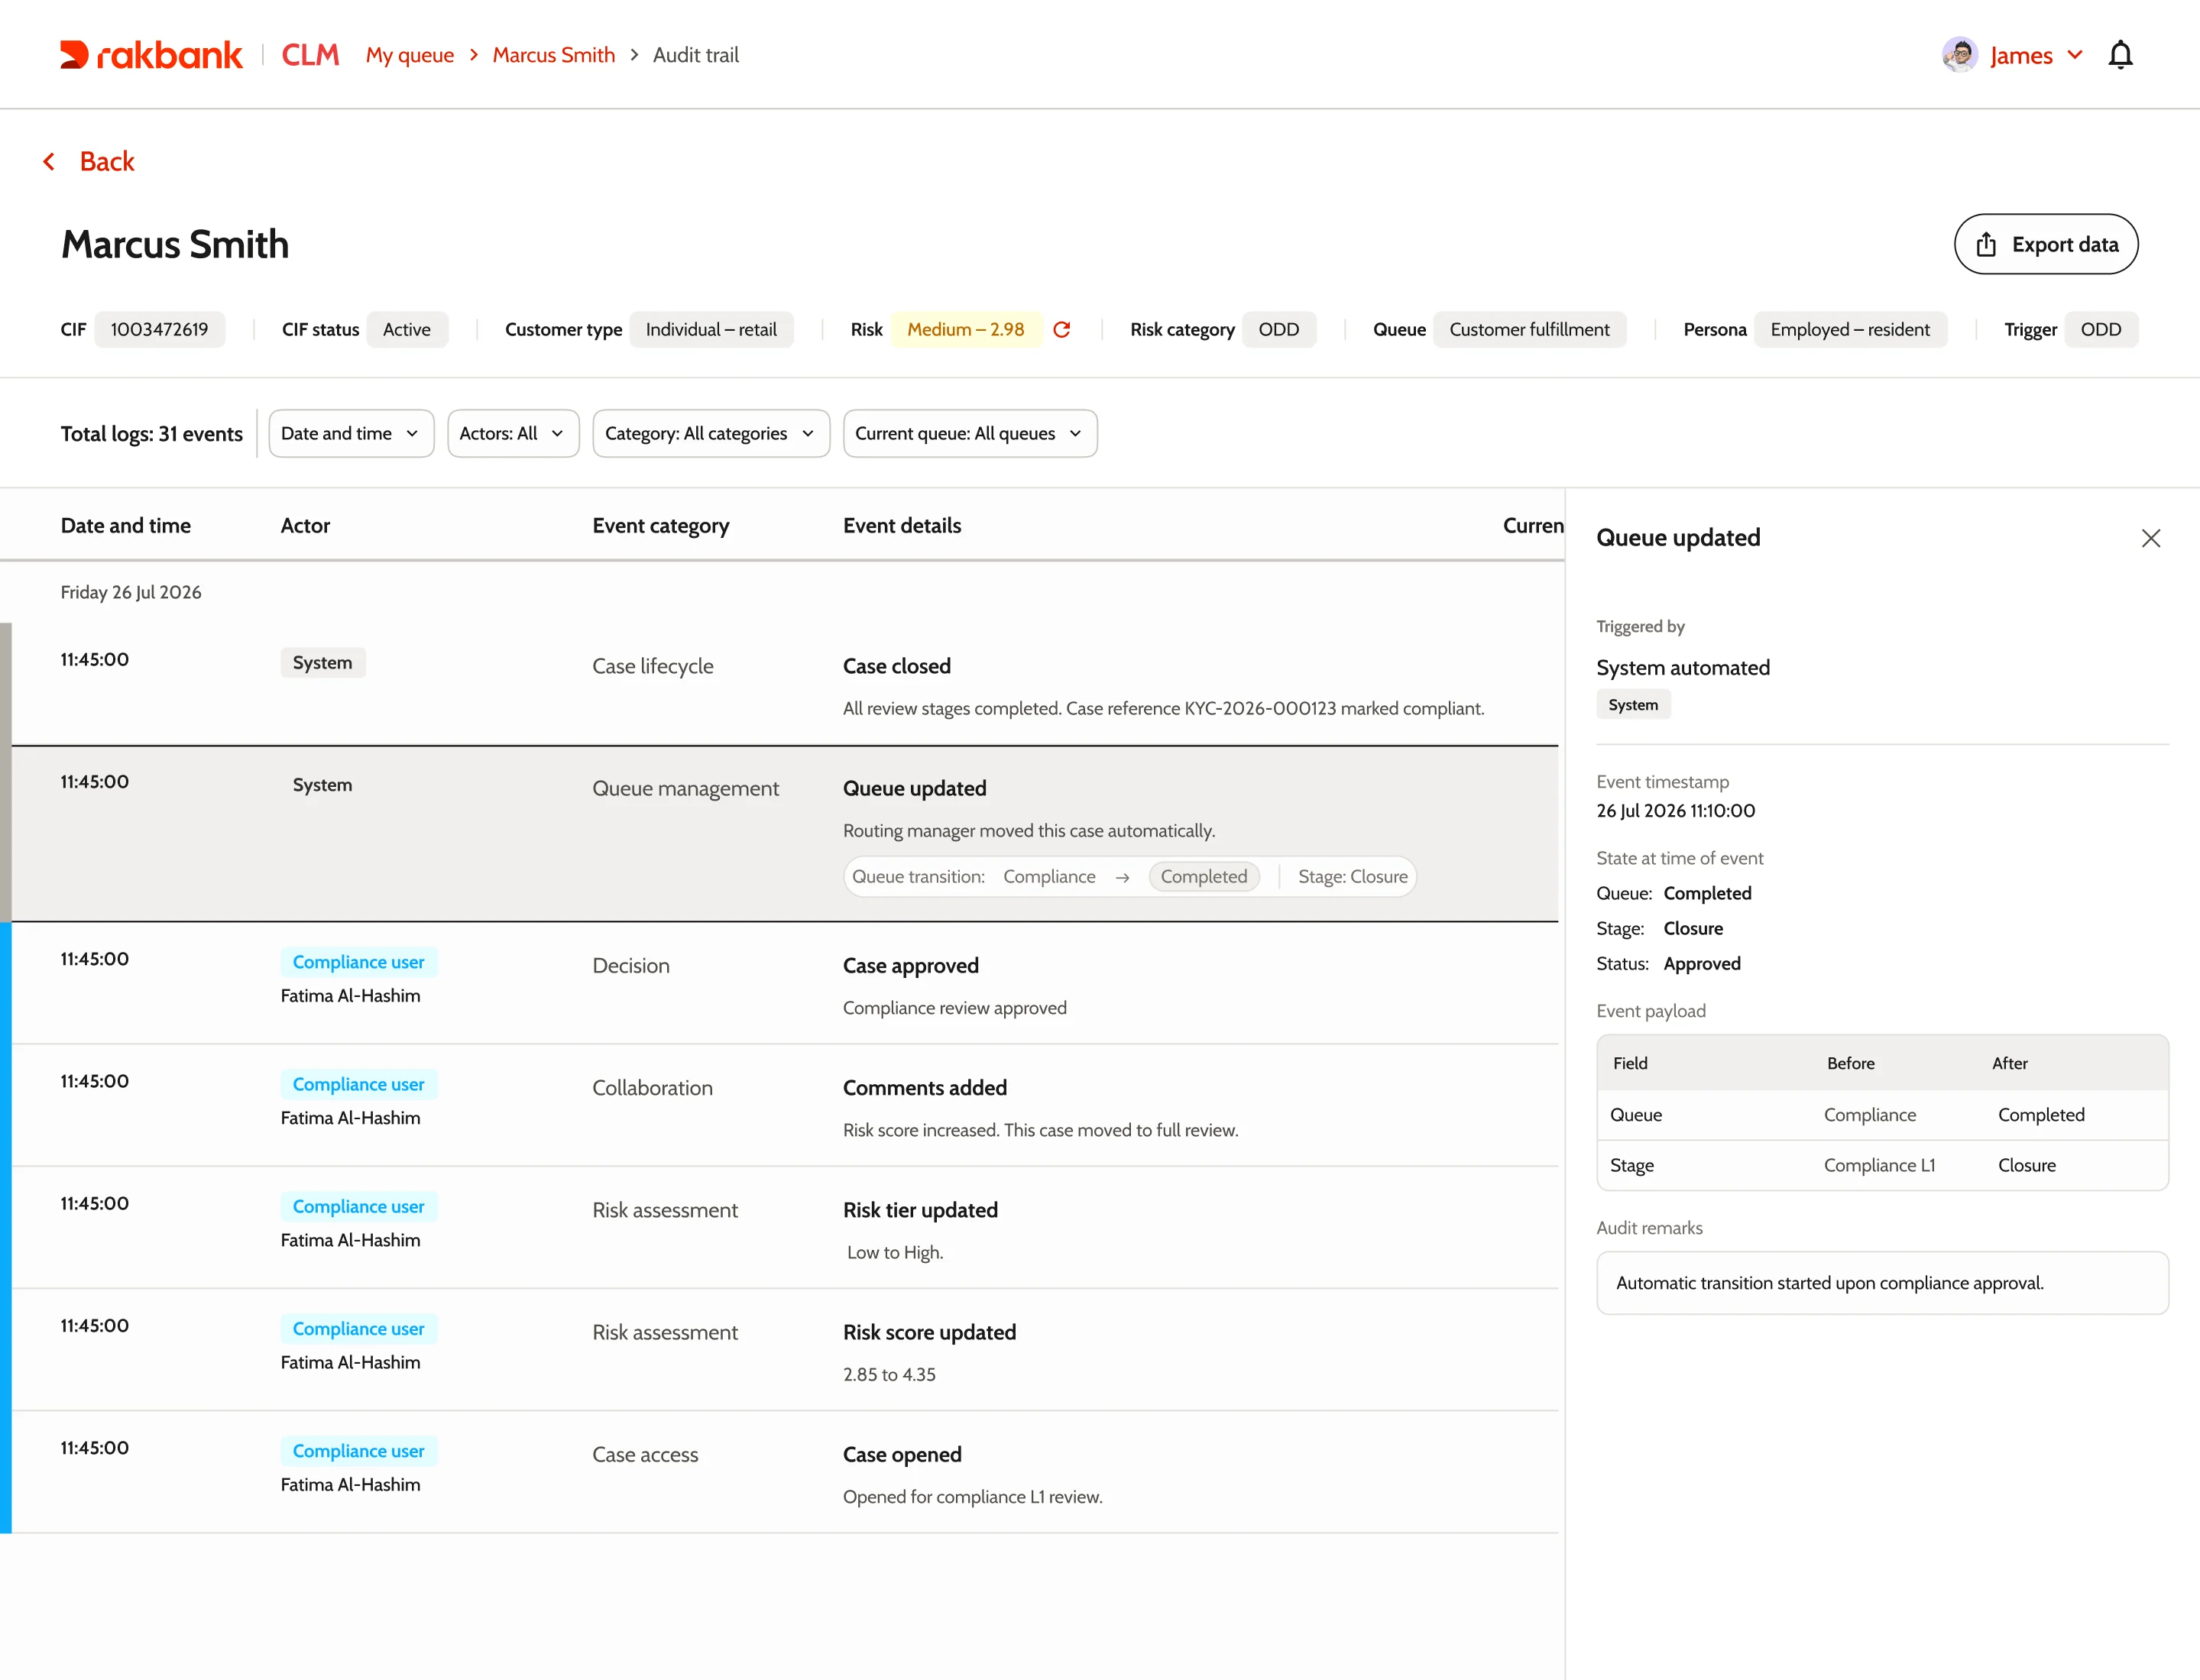 rakbank | CLM My queue > Marcus Smith > Audit trail James
Back
Marcus Smith Export data
CIF 1003472619 CIF status Active Customer type Individual – retail Risk Medium – 2.98 Risk category ODD Queue Customer fulfillment Persona Employed – resident Trigger ODD
Total logs: 31 events Date and time Actors: All Category: All categories Current queue: All queues
Date and time Actor Event category Event details Curren
Friday 26 Jul 2026
11:45:00 System Case lifecycle Case closed
All review stages completed. Case reference KYC-2026-000123 marked compliant.
11:45:00 System Queue management Queue updated
Routing manager moved this case automatically.
Queue transition: Compliance → Completed Stage: Closure
11:45:00 Compliance user Decision Case approved
Fatima Al-Hashim
Compliance review approved
11:45:00 Compliance user Collaboration Comments added
Fatima Al-Hashim
Risk score increased. This case moved to full review.
11:45:00 Compliance user Risk assessment Risk tier updated
Fatima Al-Hashim
Low to High.
11:45:00 Compliance user Risk assessment Risk score updated
Fatima Al-Hashim
2.85 to 4.35
11:45:00 Compliance user Case access Case opened
Fatima Al-Hashim
Opened for compliance L1 review.
Queue updated
Triggered by
System automated
System
Event timestamp
26 Jul 2026 11:10:00
State at time of event
Queue: Completed
Stage: Closure
Status: Approved
Event payload
Field Before After
Queue Compliance Completed
Stage Compliance L1 Closure
Audit remarks
Automatic transition started upon compliance approval.